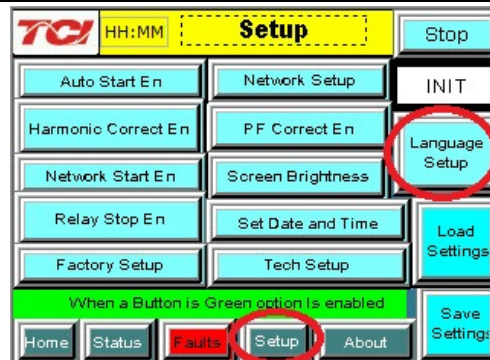 TCI HH:MM Setup Stop
Auto Start En Network Setup INIT
Harmonic Correct En PF Correct En Language
Setup
Network Start En Screen Brightness
Relay Stop En Set Date and Time Load
Settings
Factory Setup Tech Setup
When a Button is Green option Is enabled Save
Settings
Home Status Faults Setup About